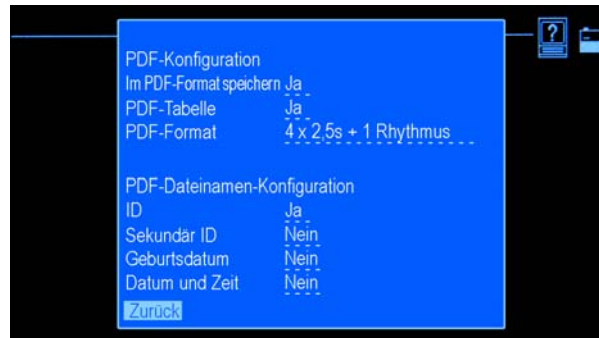 PDF-Konfiguration
Im PDF-Format speichern Ja
PDF-Tabelle Ja
PDF-Format 4 x 2,5s + 1 Rhythmus
PDF-Dateinamen-Konfiguration
ID Ja
Sekundär ID Nein
Geburtsdatum Nein
Datum und Zeit Nein
Zurück
?